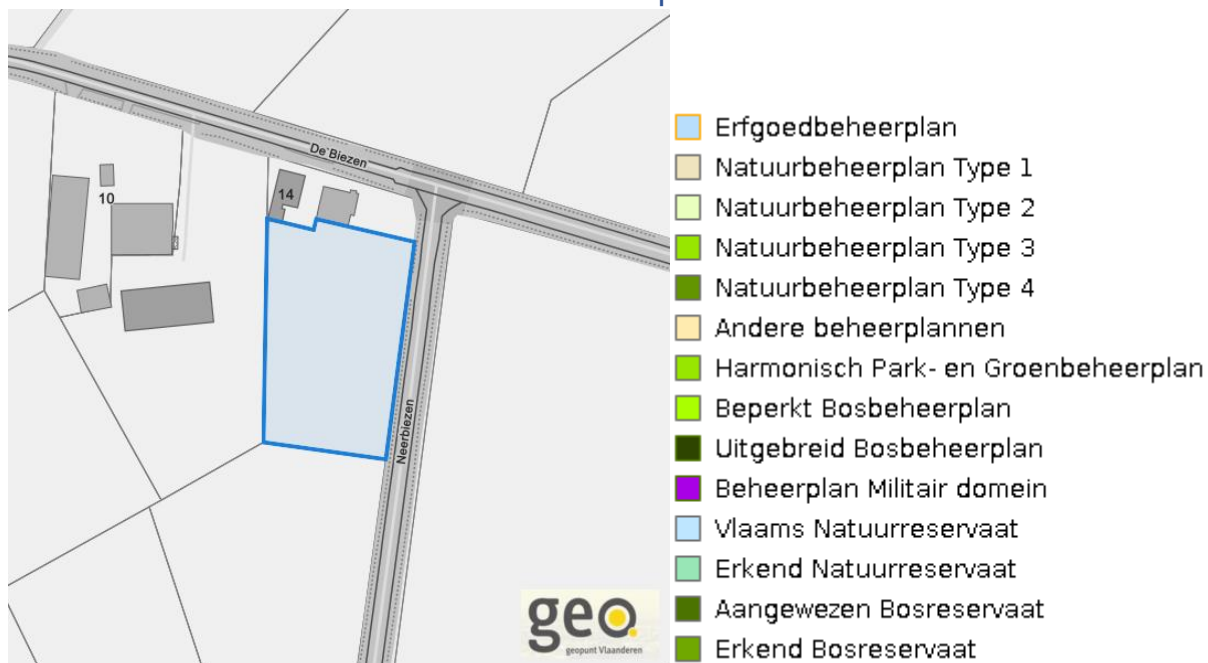 De Biezen
14
10
Neerbiezen
geo.
geopunt Vlaanderen
Erfgoedbeheerplan
Natuurbeheerplan Type 1
Natuurbeheerplan Type 2
Natuurbeheerplan Type 3
Natuurbeheerplan Type 4
Andere beheerplannen
Harmonisch Park- en Groenbeheerplan
Beperkt Bosbeheerplan
Uitgebreid Bosbeheerplan
Beheerplan Militair domein
Vlaams Natuurreservaat
Erkend Natuurreservaat
Aangewezen Bosreservaat
Erkend Bosreservaat